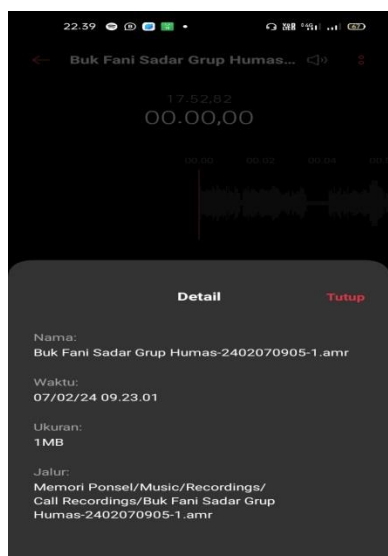 22.39
Buk Fani Sadar Grup Humas...
17:52,82
00.00,00
00.00 00.02 00.04
Detail
Tutup
Nama:
Buk Fani Sadar Grup Humas-2402070905-1.amr
Waktu:
07/02/24 09.23.01
Ukuran:
1MB
Jalur:
Memori Ponsel/Music/Recordings/
Call Recordings/Buk Fani Sadar Grup
Humas-2402070905-1.amr